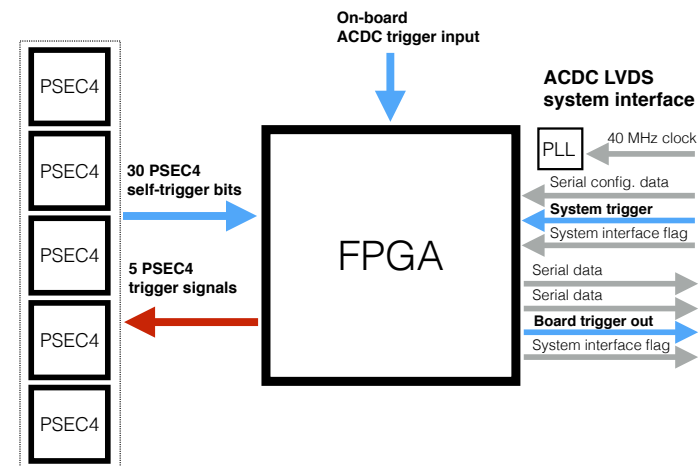 On-board
ACDC trigger input
PSEC4
PSEC4
PSEC4
PSEC4
PSEC4
30 PSEC4
self-trigger bits
5 PSEC4
trigger signals
FPGA
ACDC LVDS
system interface
PLL
40 MHz clock
Serial config. data
System trigger
System interface flag
Serial data
Serial data
Board trigger out
System interface flag